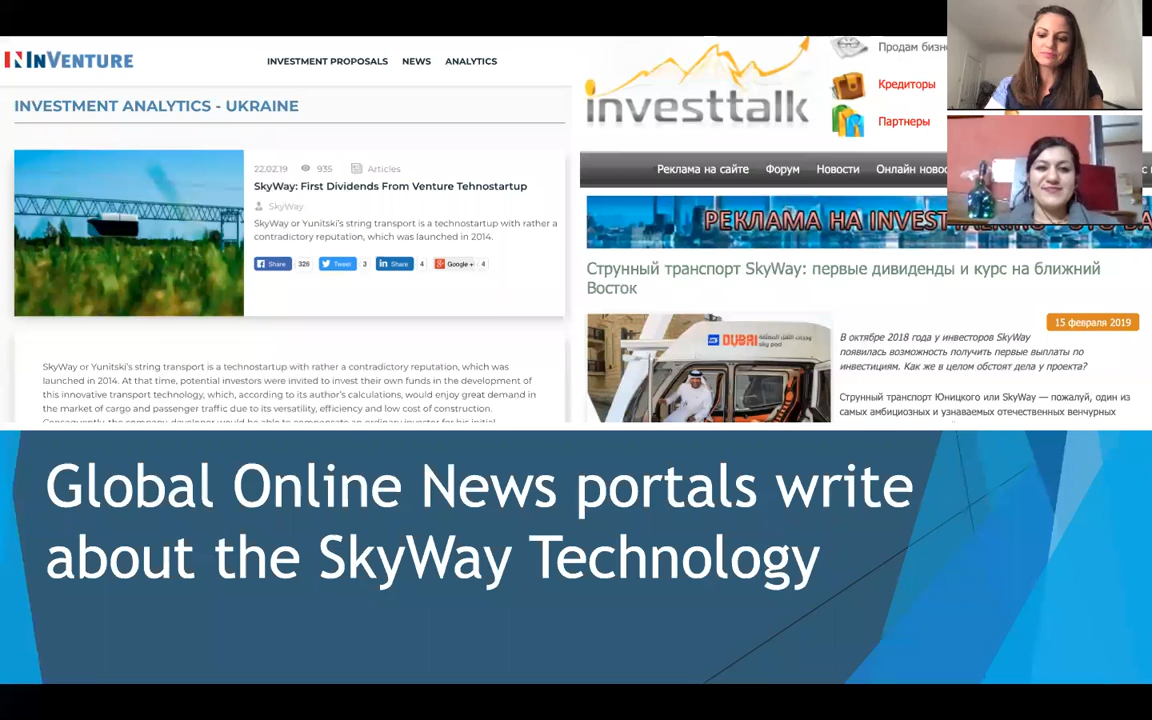 INVENTURE
INVESTMENT PROPOSALS NEWS ANALYTICS
INVESTMENT ANALYTICS - UKRAINE
22.02.19 935 Articles
SkyWay: First Dividends From Venture Tehnostartup
SkyWay
SkyWay or Yunitski's string transport is a technostartup with rather a
contradictory reputation, which was launched in 2014.
Share 326 Tweet 3 Share 4 Google + 4
SkyWay or Yunitski's string transport is a technostartup with rather a contradictory reputation, which was
launched in 2014. At that time, potential investors were invited to invest their own funds in the development of
this innovative transport technology, which, according to its author's calculations, would enjoy great demand in
the market of cargo and passenger traffic due to its versatility, efficiency and low cost of construction.
investtalk
Продам бизн
Кредиторы
Партнеры
Реклама на сайте Форум Новости Онлайн новос
РЕКЛАМА НА INVEST
Струнный транспорт SkyWay: первые дивиденды и курс на ближний
Восток
15 февраля 2019
DUBAI
sky pod
В октябре 2018 года у инвесторов SkyWay
появилась возможность получить первые выплаты по
инвестициям. Как же в целом обстоят дела у проекта?
Струнный транспорт Юницкого или SkyWay — пожалуй, один из
самых амбициозных и узнаваемых отечественных венчурных
Global Online News portals write
about the SkyWay Technology